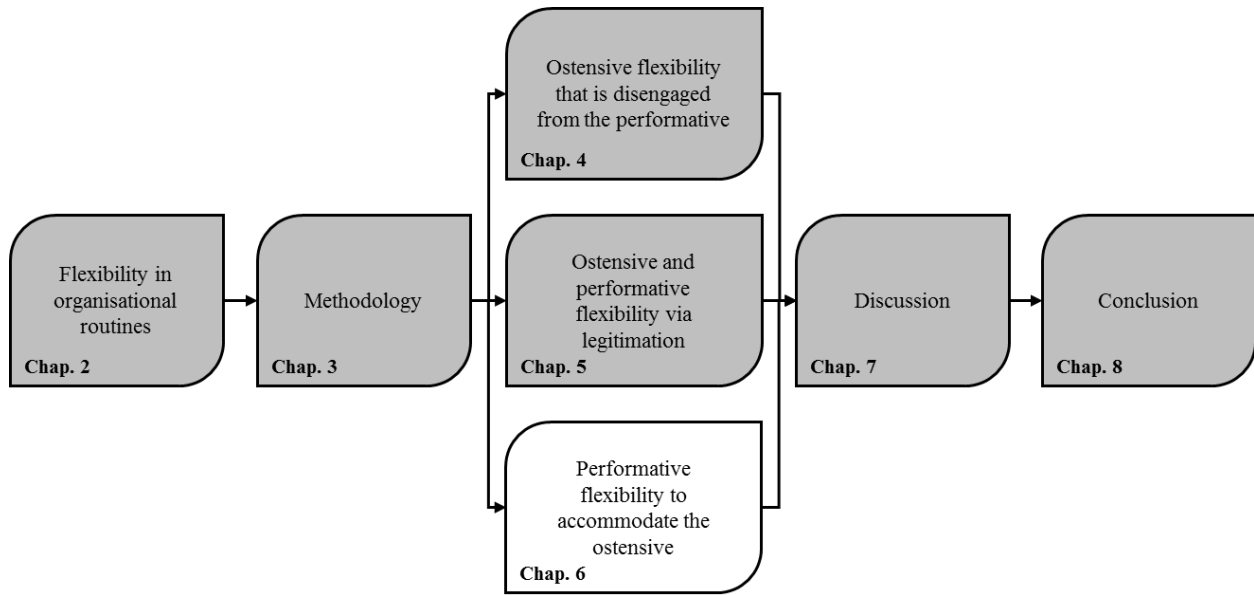 Flexibility in
organisational
routines
Chap. 2
Methodology
Chap. 3
Ostensive flexibility
that is disengaged
from the performative
Chap. 4
Ostensive and
performative
flexibility via
legitimation
Chap. 5
Performative
flexibility to
accommodate the
ostensive
Chap. 6
Discussion
Chap. 7
Conclusion
Chap. 8